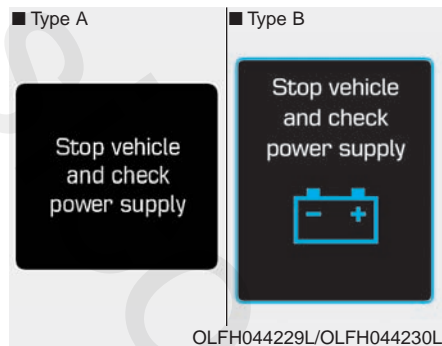 ■ Type A
■ Type B
Stop vehicle
and check
power supply
Stop vehicle
and check
power supply
- +
OLFH044229L/OLFH044230L